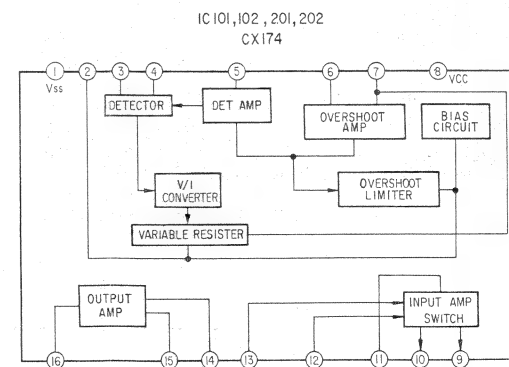 IC101,102,201,202
CX174
1 2 3 4 5 6 7 8
Vss
VCC
DETECTOR
DET AMP
OVERSHOOT
AMP
BIAS
CIRCUIT
V/I
CONVERTER
OVERSHOOT
LIMITER
VARIABLE RESISTER
OUTPUT
AMP
INPUT AMP
SWITCH
16 15 14 13 12 11 10 9